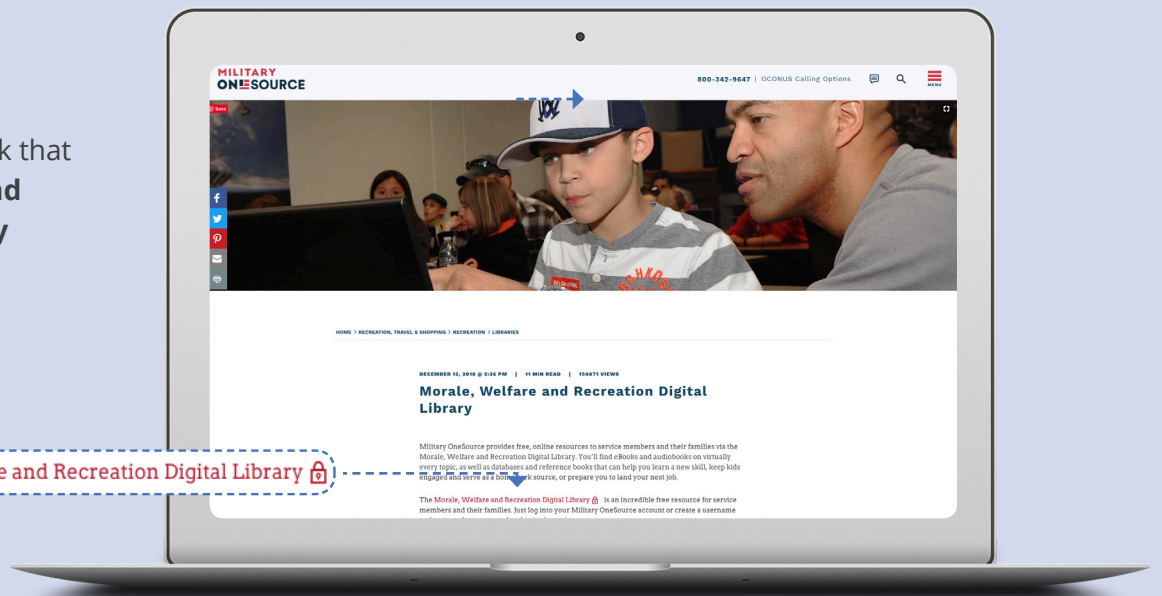 k that
nd
y
MILITARY
ONESOURCE
800-342-9647 | OCONUS Calling Options
MENU
Save
HOME > RECREATION, TRAVEL & SHOPPING > RECREATION > LIBRARIES
DECEMBER 12, 2018 @ 2:36 PM | 11 MIN READ | 154871 VIEWS
Morale, Welfare and Recreation Digital
Library
Military OneSource provides free, online resources to service members and their families via the
Morale, Welfare and Recreation Digital Library. You'll find eBooks and audiobooks on virtually
every topic, as well as databases and reference books that can help you learn a new skill, keep kids
engaged and serve as a homework source, or prepare you to land your next job.
e and Recreation Digital Library
The Morale, Welfare and Recreation Digital Library is an incredible free resource for service
members and their families. Just log into your Military OneSource account or create a username